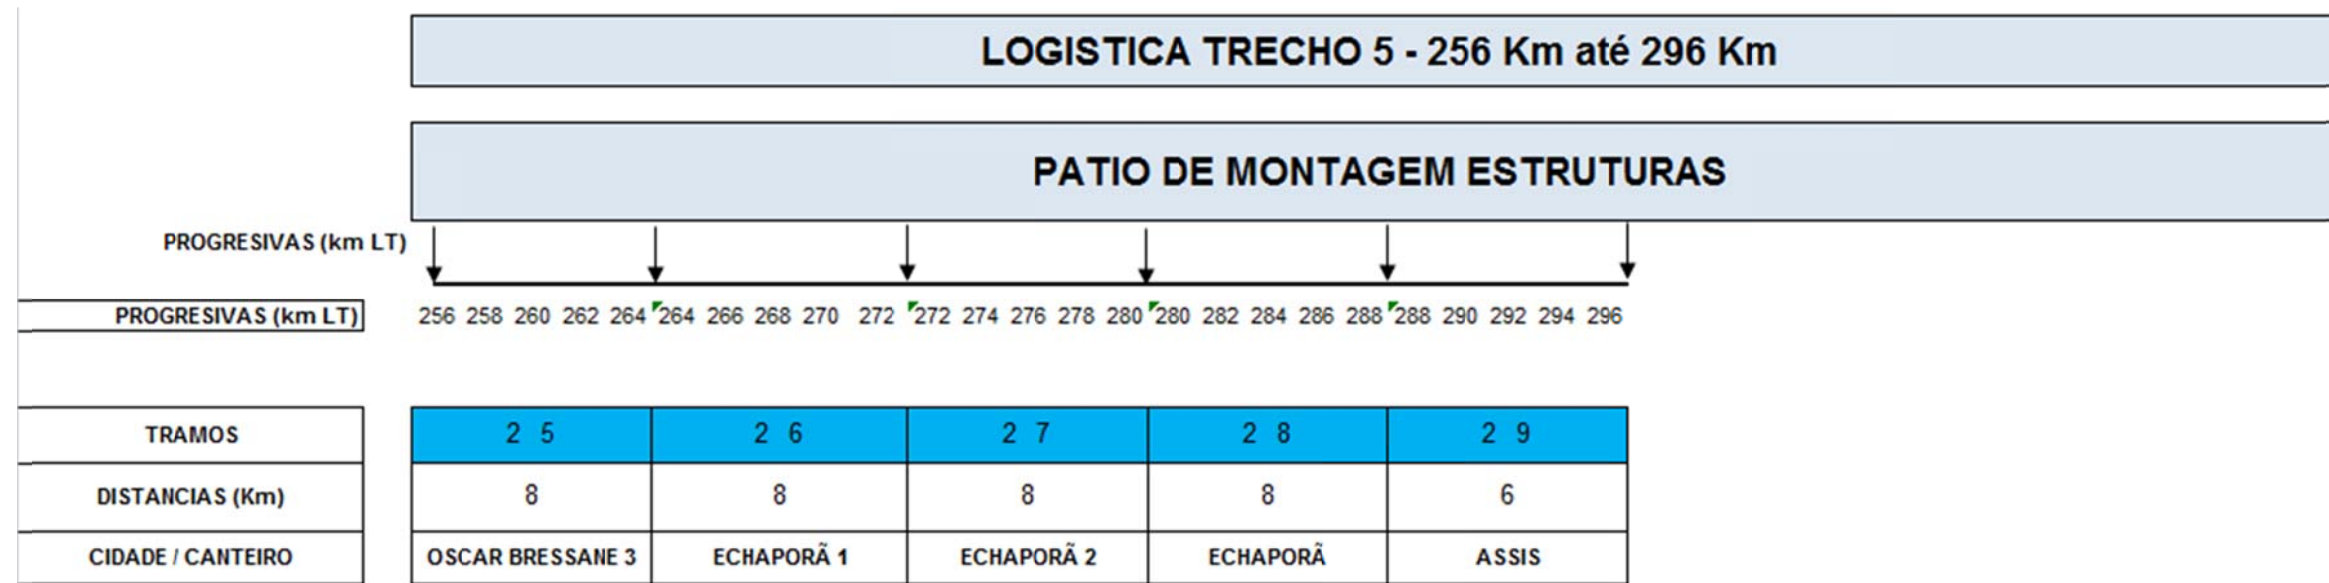 LOGISTICA TRECHO 5 - 256 Km até 296 Km
PATIO DE MONTAGEM ESTRUTURAS
PROGRESIVAS (km LT)
PROGRESIVAS (km LT) 256 258 260 262 264 264 266 268 270 272 272 274 276 278 280 280 282 284 286 288 288 290 292 294 296
TRAMOS 2 5 2 6 2 7 2 8 2 9
DISTANCIAS (Km) 8 8 8 8 6
CIDADE / CANTEIRO OSCAR BRESSANE 3 ECHAPORÃ 1 ECHAPORÃ 2 ECHAPORÃ ASSIS